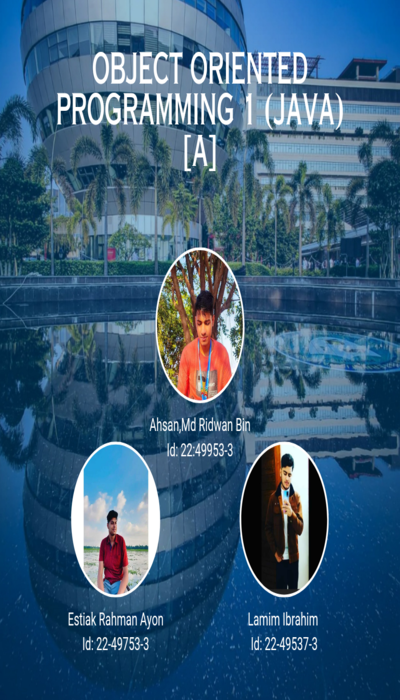 OBJECT ORIENTED
PROGRAMMING 1 (JAVA)
[A]
Ahsan,Md Ridwan Bin
Id: 22:49953-3
Estiak Rahman Ayon
Id: 22-49753-3
Lamim Ibrahim
Id: 22-49537-3